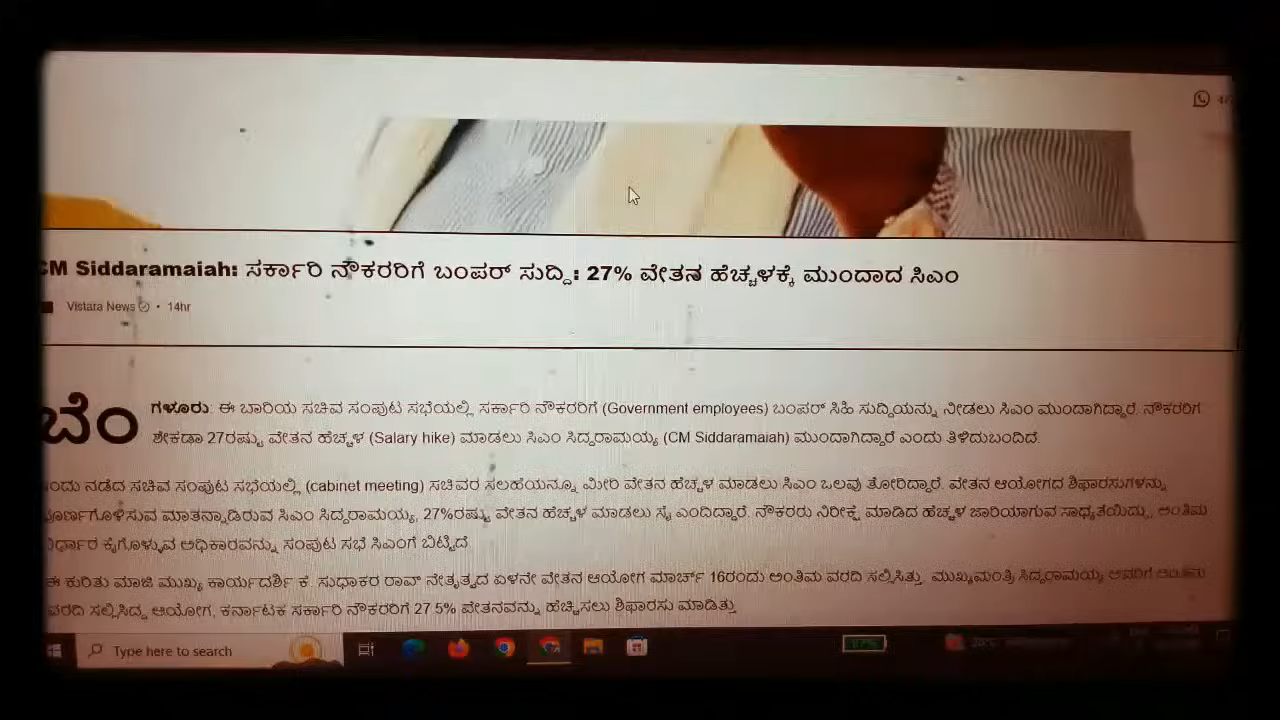 CM Siddaramaiah: ಸರ್ಕಾರಿ ನೌಕರರಿಗೆ ಬಂಪರ್ ಸುದ್ದಿ: 27% ವೇತನ ಹೆಚ್ಚಳಕ್ಕೆ ಮುಂದಾದ ಸಿಎಂ
Vistara News • 14hr
ಬೆಂ
ಗಳೂರು: ಈ ಬಾರಿಯ ಸಚಿವ ಸಂಪುಟ ಸಭೆಯಲ್ಲಿ ಸರ್ಕಾರಿ ನೌಕರರಿಗೆ (Government employees) ಬಂಪರ್ ಸಿಹಿ ಸುದ್ದಿಯನ್ನು ನೀಡಲು ಸಿಎಂ ಮುಂದಾಗಿದ್ದಾರೆ. ನೌಕರರಿಗೆ
ಶೇಕಡಾ 27ರಷ್ಟು ವೇತನ ಹೆಚ್ಚಳ (Salary hike) ಮಾಡಲು ಸಿಎಂ ಸಿದ್ದರಾಮಯ್ಯ (CM Siddaramaiah) ಮುಂದಾಗಿದ್ದಾರೆ ಎಂದು ತಿಳಿದುಬಂದಿದೆ.
ಇಂದು ನಡೆದ ಸಚಿವ ಸಂಪುಟ ಸಭೆಯಲ್ಲಿ (cabinet meeting) ಸಚಿವರ ಸಲಹೆಯನ್ನೂ ಮೀರಿ ವೇತನ ಹೆಚ್ಚಳ ಮಾಡಲು ಸಿಎಂ ಒಲವು ತೋರಿದ್ದಾರೆ. ವೇತನ ಆಯೋಗದ ಶಿಫಾರಸುಗಳನ್ನು
ಪೂರ್ಣಗೊಳಿಸುವ ಮಾತನ್ನಾಡಿರುವ ಸಿಎಂ ಸಿದ್ದರಾಮಯ್ಯ, 27%ರಷ್ಟು ವೇತನ ಹೆಚ್ಚಳ ಮಾಡಲು ಸೈ ಎಂದಿದ್ದಾರೆ. ನೌಕರರು ನಿರೀಕ್ಷೆ ಮಾಡಿದ ಹೆಚ್ಚಳ ಜಾರಿಯಾಗುವ ಸಾಧ್ಯತೆಯಿದ್ದು, ಅಂತಿಮ
ನಿರ್ಧಾರ ಕೈಗೊಳ್ಳುವ ಅಧಿಕಾರವನ್ನು ಸಂಪುಟ ಸಭೆ ಸಿಎಂಗೆ ಬಿಟ್ಟಿದೆ.
ಈ ಕುರಿತು ಮಾಜಿ ಮುಖ್ಯ ಕಾರ್ಯದರ್ಶಿ ಕೆ. ಸುಧಾಕರ ರಾವ್ ನೇತೃತ್ವದ ಏಳನೇ ವೇತನ ಆಯೋಗ ಮಾರ್ಚ್ 16ರಂದು ಅಂತಿಮ ವರದಿ ಸಲ್ಲಿಸಿತ್ತು. ಮುಖ್ಯಮಂತ್ರಿ ಸಿದ್ದರಾಮಯ್ಯ ಅವರಿಗೆ ಅಂತಿಮ
ವರದಿ ಸಲ್ಲಿಸಿದ್ದ ಆಯೋಗ, ಕರ್ನಾಟಕ ಸರ್ಕಾರಿ ನೌಕರರಿಗೆ 27.5% ವೇತನವನ್ನು ಹೆಚ್ಚಿಸಲು ಶಿಫಾರಸು ಮಾಡಿತ್ತು
Type here to search